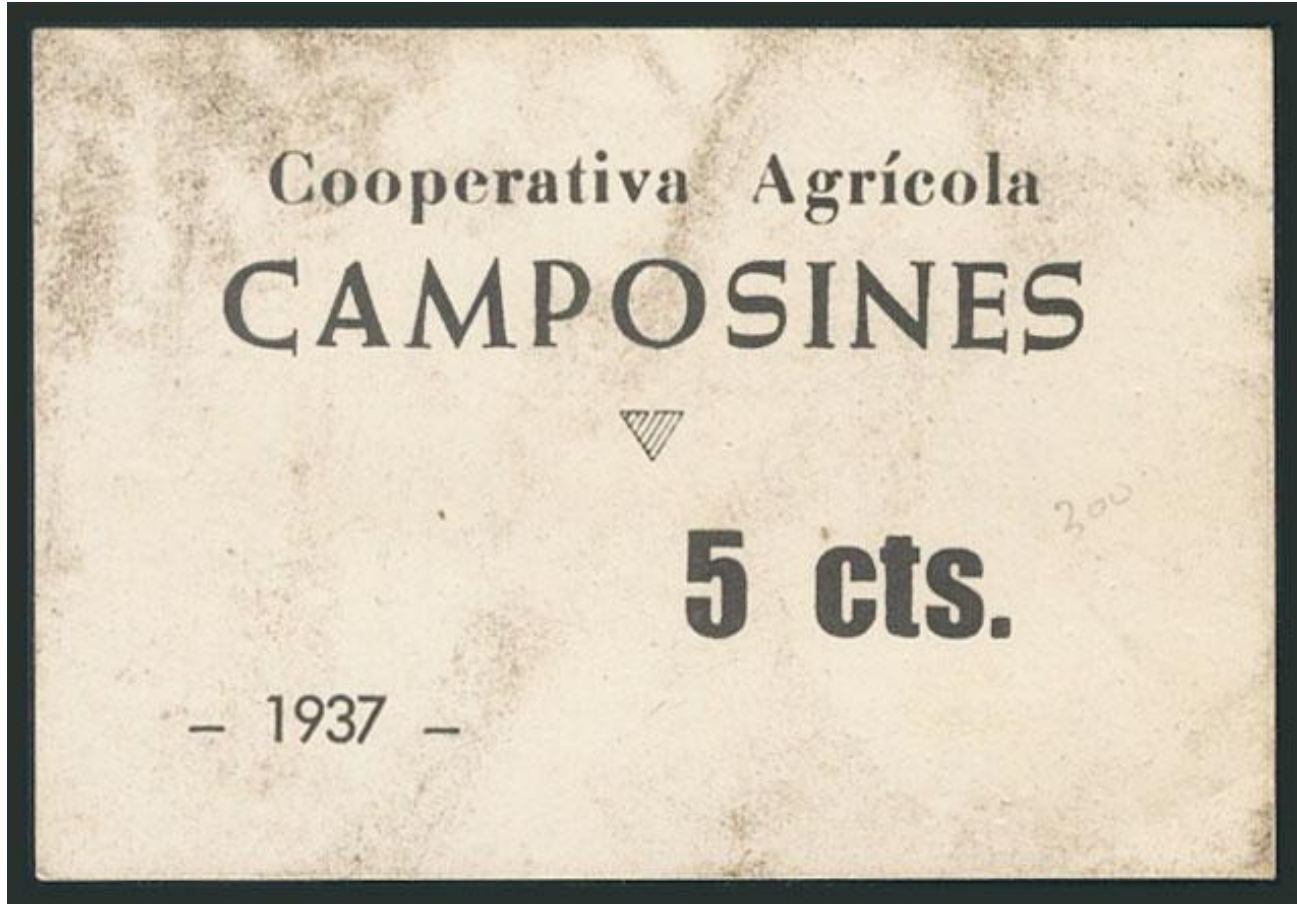 Cooperativa Agrícola
CAMPOSINES
300
5 cts.
– 1937 –